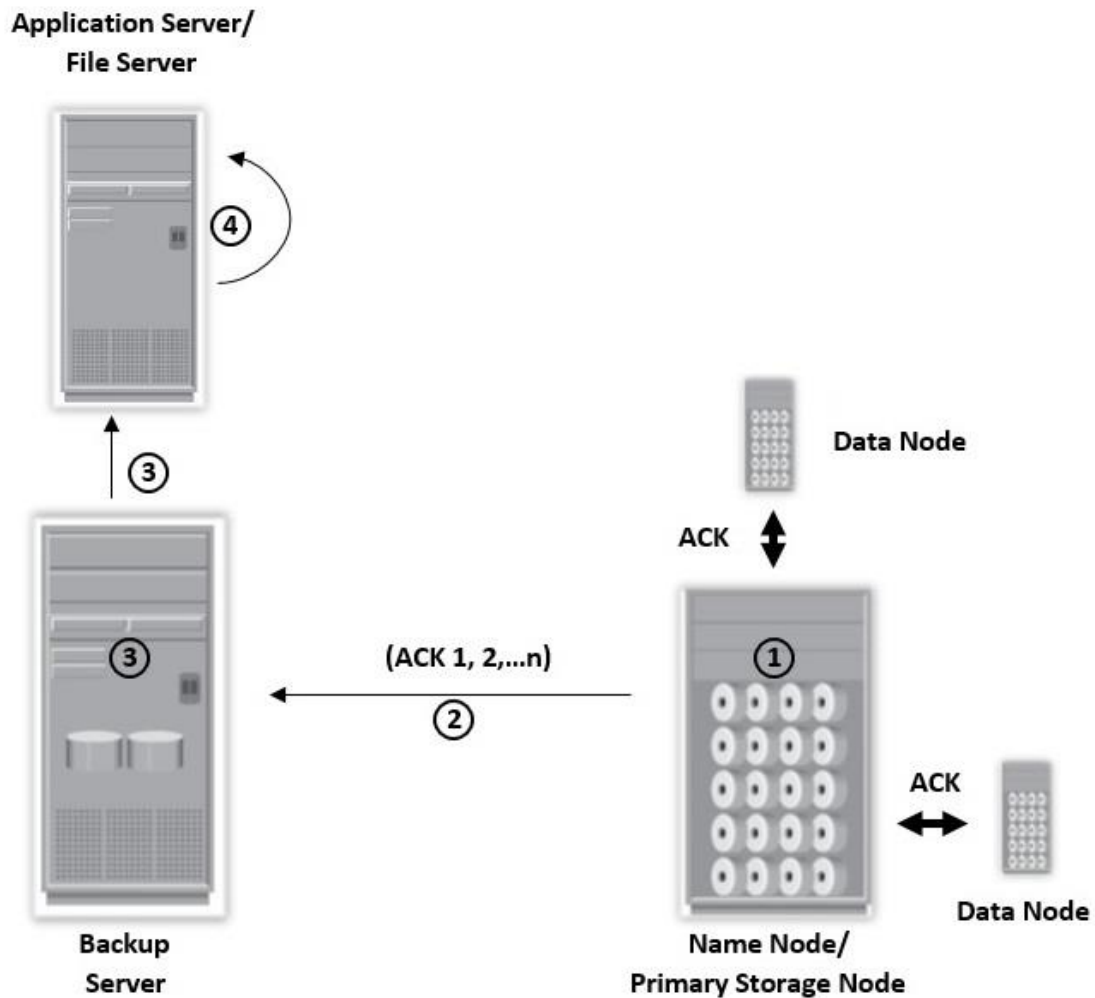 Application Server/
File Server
4
3
Data Node
ACK
3
(ACK 1, 2,...n)
1
2
ACK
Data Node
Backup
Server
Name Node/
Primary Storage Node